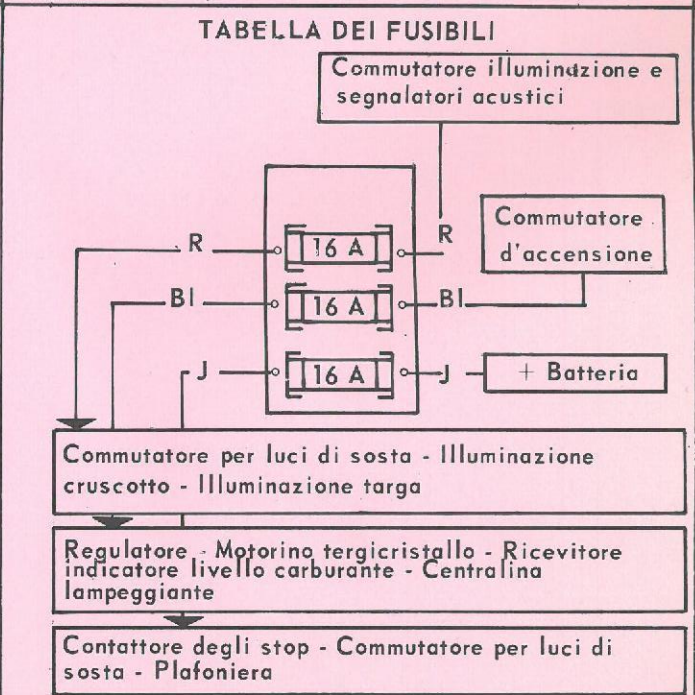 TABELLA DEI FUSIBILI
Commutatore illuminazione e
segnalatori acustici
Commutatore
d'accensione
R
16 A
R
Bl
16 A
Bl
J
16 A
J
+ Batteria
Commutatore per luci di sosta - Illuminazione
cruscotto - Illuminazione targa
Regulatore - Motorino tergicristallo - Ricevitore
indicatore livello carburante - Centralina
lampeggiante
Contattore degli stop - Commutatore per luci di
sosta - Plafoniera